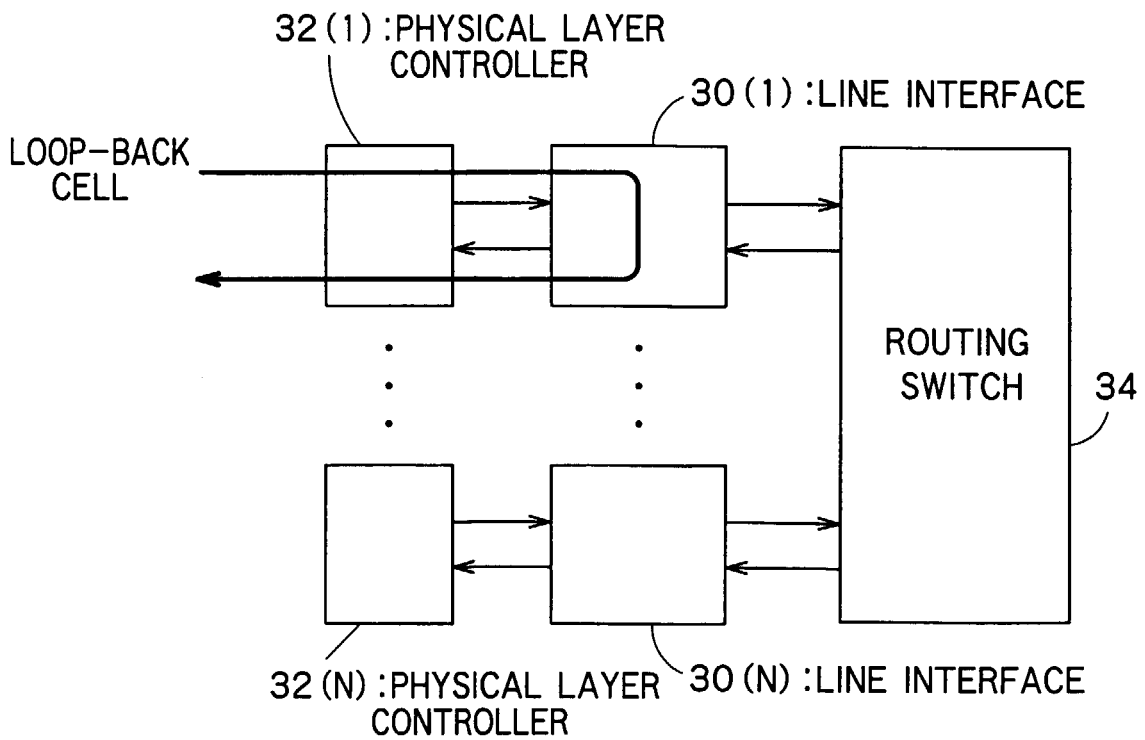 32(1):PHYSICAL LAYER
CONTROLLER
30(1):LINE INTERFACE
LOOP-BACK
CELL
ROUTING
SWITCH
34
32(N):PHYSICAL LAYER
CONTROLLER
30(N):LINE INTERFACE